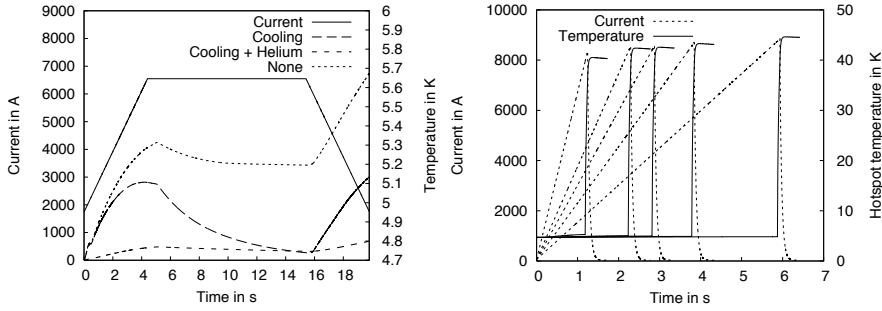 9000
8000
7000
6000
5000
4000
3000
2000
1000
0
Current in A
0 2 4 6 8 10 12 14 16 18
Time in s
6
5.9
5.8
5.7
5.6
5.5
5.4
5.3
5.2
5.1
5
4.9
4.8
4.7
Temperature in K
Current
Cooling
Cooling + Helium
None
10000
8000
6000
4000
2000
0
Current in A
0 1 2 3 4 5 6 7
Time in s
50
40
30
20
10
0
Hotspot temperature in K
Current
Temperature